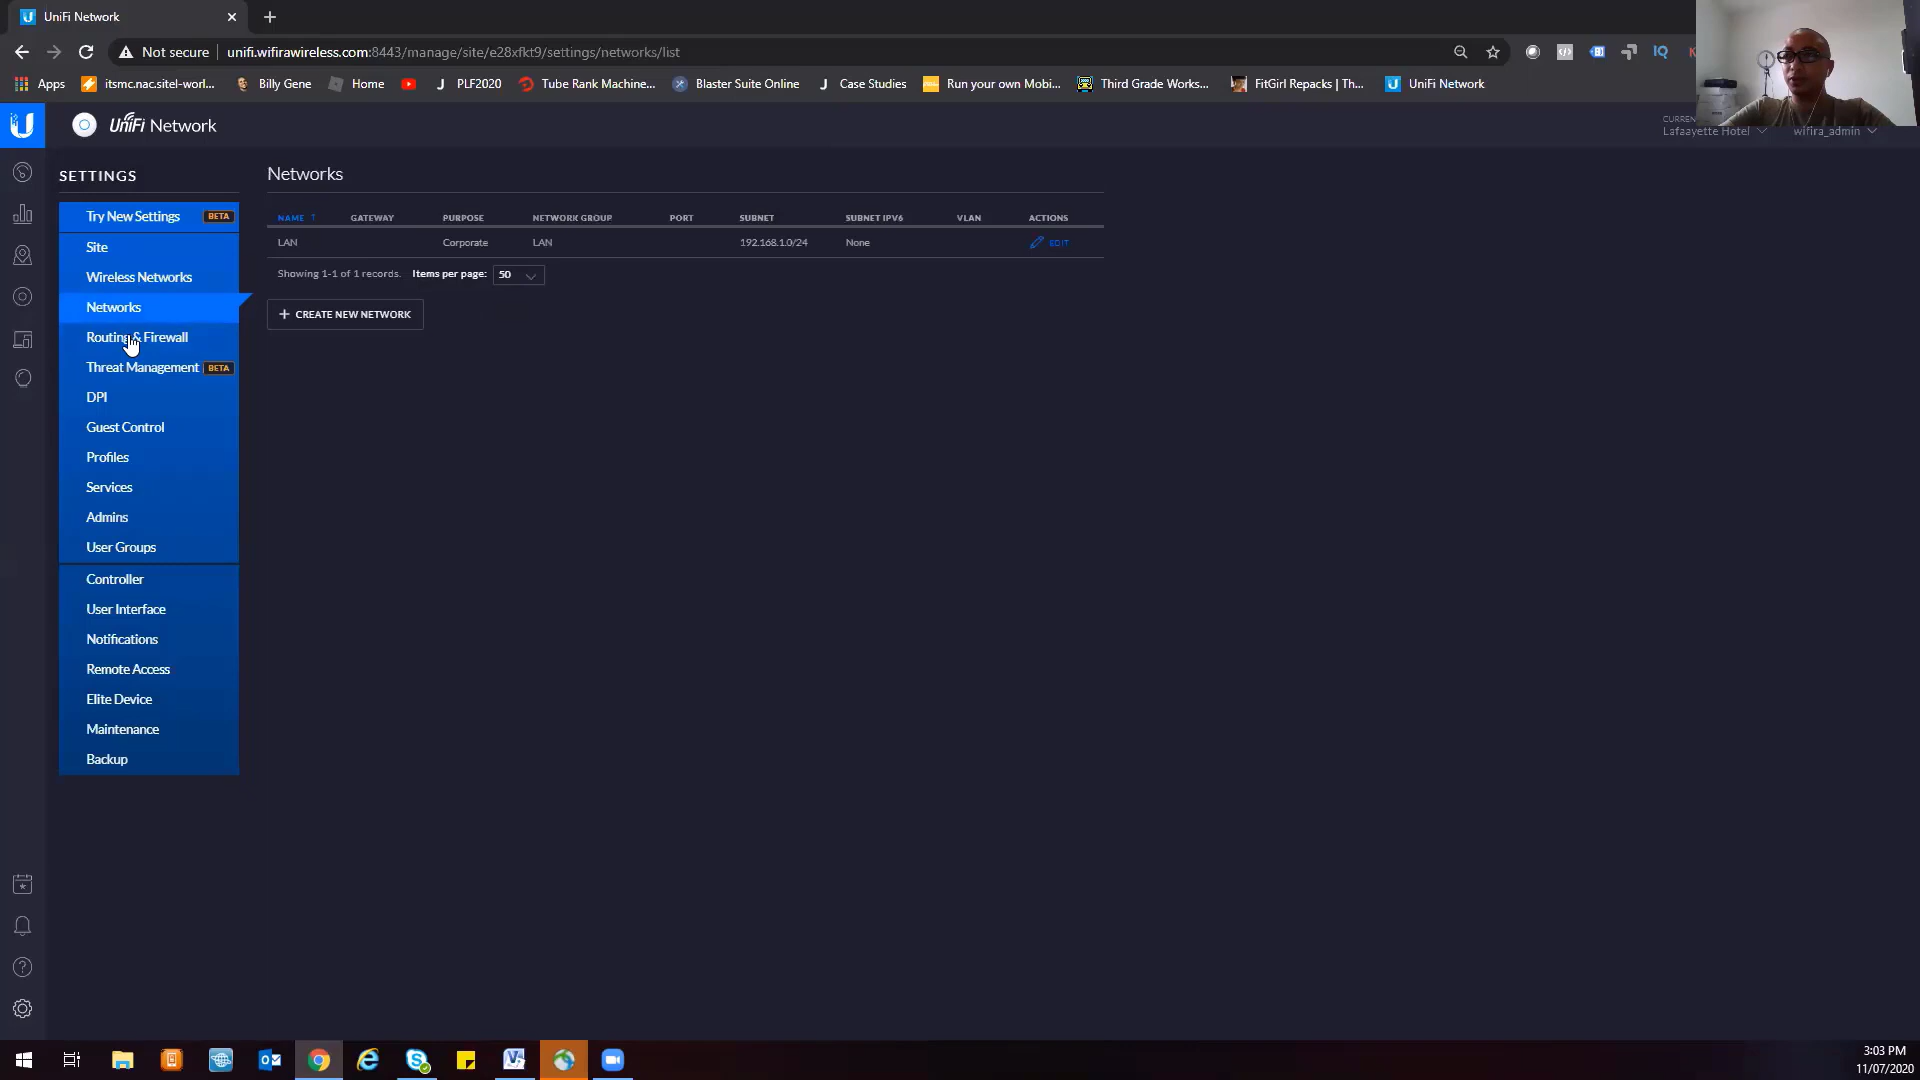 UniFi Network
Not secure unifi.wifirawireless.com:8443/manage/site/e28xfkt9/settings/networks/list
Apps itsmc.nac.sitel-worl... Billy Gene Home PLF2020 Tube Rank Machine... Blaster Suite Online Case Studies Run your own Mobi... Third Grade Works... FitGirl Repacks | Th... UniFi Network
UniFi Network
Lafaayette Hotel wifira_admin
SETTINGS
Try New Settings BETA
Site
Wireless Networks
Networks
Routing & Firewall
Threat Management BETA
DPI
Guest Control
Profiles
Services
Admins
User Groups
Controller
User Interface
Notifications
Remote Access
Elite Device
Maintenance
Backup
Networks
NAME GATEWAY PURPOSE NETWORK GROUP PORT SUBNET SUBNET IPV6 VLAN ACTIONS
LAN Corporate LAN 192.168.1.0/24 None EDIT
Showing 1-1 of 1 records. Items per page: 50
+ CREATE NEW NETWORK
3:03 PM
11/07/2020